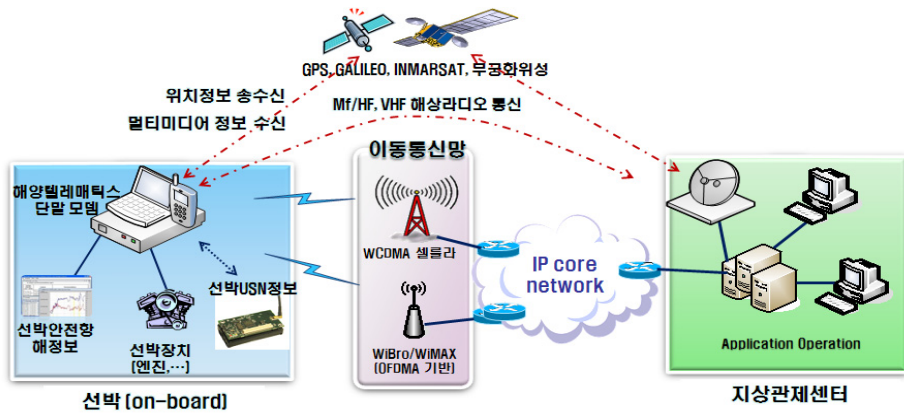 GPS, GALILEO, INMARSAT, 무궁화위성
위치정보 송수신
멀티미디어 정보 수신
Mf/HF, VHF 해상라디오 통신
이동통신망
해양텔레매틱스
단말 모뎀
WCDMA 셀룰라
IP core
network
선박USN정보
선박안전항
해정보
선박장치
(엔진,…)
WiBro/WiMAX
(OFDMA 기반)
Application Operation
선박 (on-board)
지상관제센터